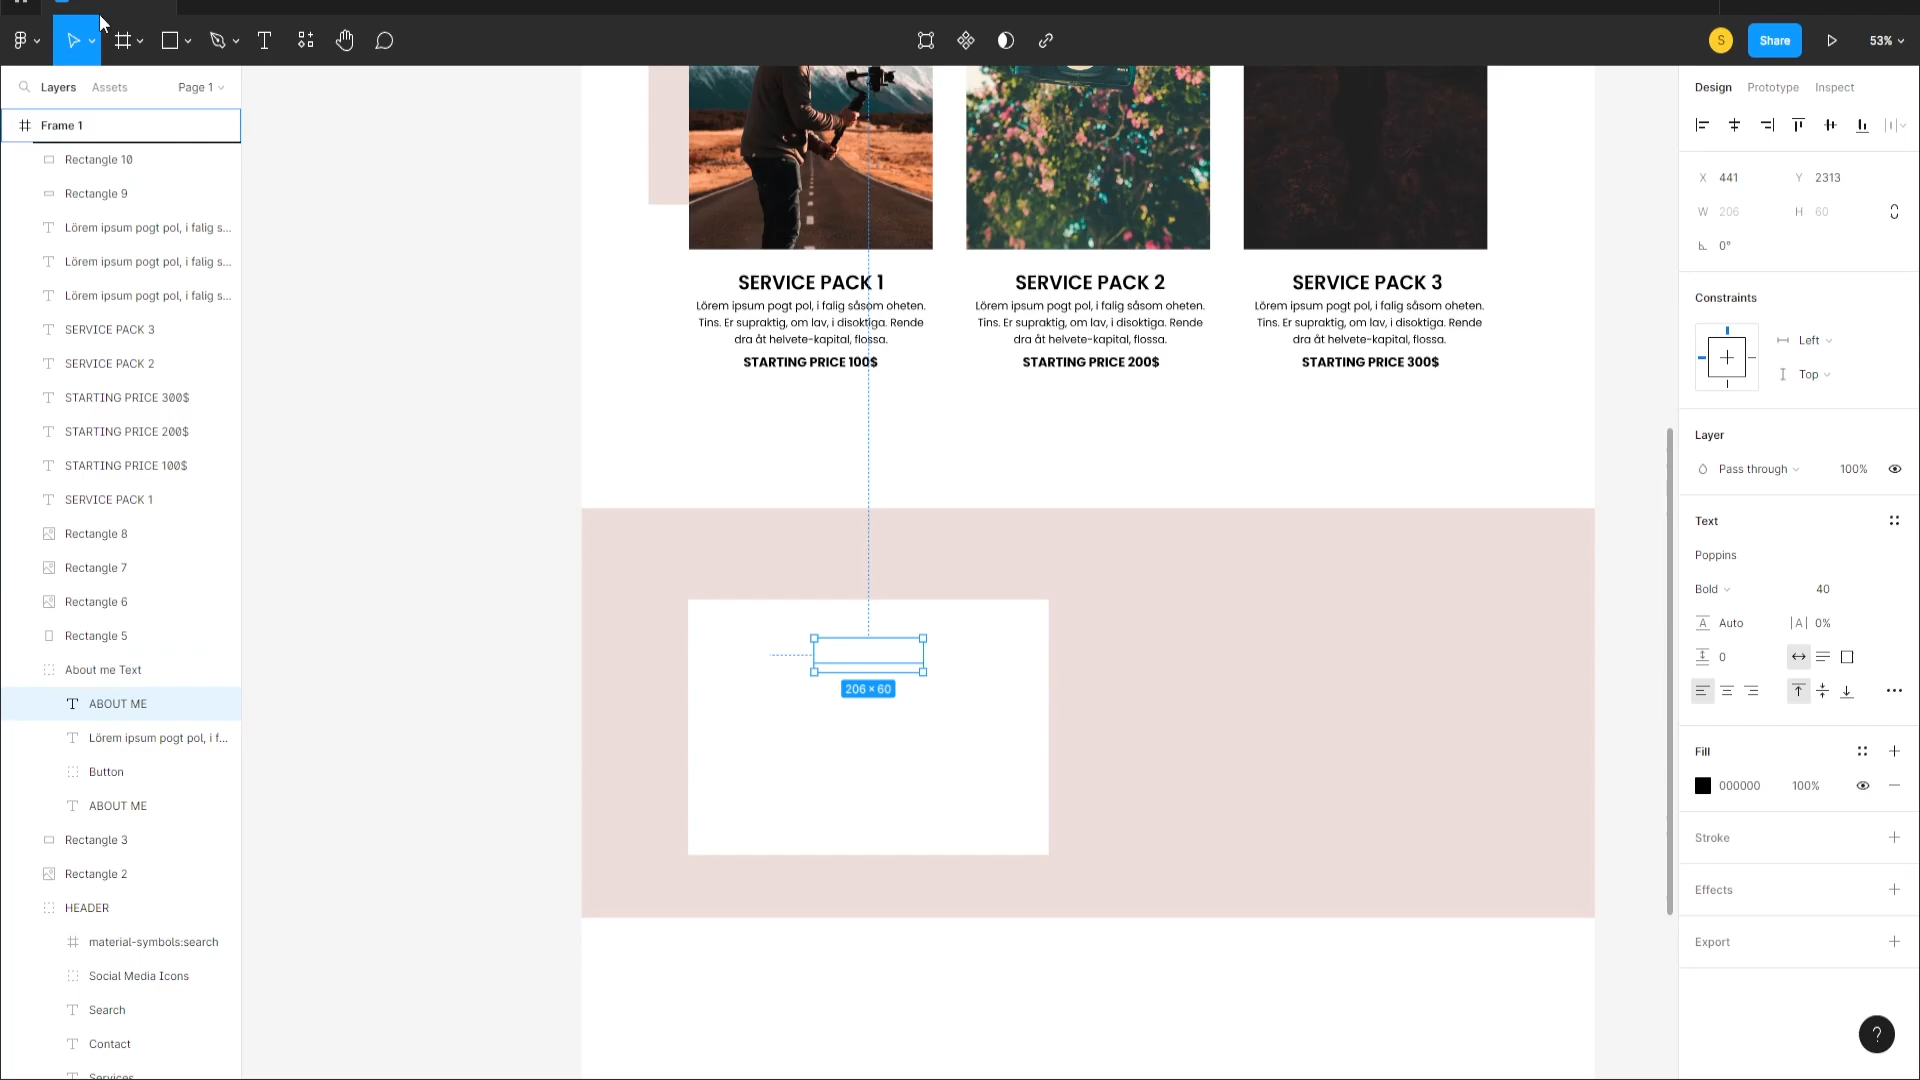 S
Share
53%
Layers
Assets
Page 1
Design
Prototype
Inspect
Frame 1
Rectangle 10
Rectangle 9
Lörem ipsum pogt pol, i falig s...
Lörem ipsum pogt pol, i falig s...
Lörem ipsum pogt pol, i falig s...
SERVICE PACK 3
SERVICE PACK 2
STARTING PRICE 300$
STARTING PRICE 200$
STARTING PRICE 100$
SERVICE PACK 1
Rectangle 8
Rectangle 7
Rectangle 6
Rectangle 5
About me Text
ABOUT ME
Lörem ipsum pogt pol, i f...
Button
ABOUT ME
Rectangle 3
Rectangle 2
HEADER
material-symbols:search
Social Media Icons
Search
Contact
Services
SERVICE PACK 1
Lörem ipsum pogt pol, i falig såsom oheten.
Tins. Er supraktig, om lav, i disoktiga. Rende
dra åt helvete-kapital, flossa.
STARTING PRICE 100$
SERVICE PACK 2
Lörem ipsum pogt pol, i falig såsom oheten.
Tins. Er supraktig, om lav, i disoktiga. Rende
dra åt helvete-kapital, flossa.
STARTING PRICE 200$
SERVICE PACK 3
Lörem ipsum pogt pol, i falig såsom oheten.
Tins. Er supraktig, om lav, i disoktiga. Rende
dra åt helvete-kapital, flossa.
STARTING PRICE 300$
206 × 60
X 441 Y 2313
W 206 H 60
0°
Constraints
Left
Top
Layer
Pass through 100%
Text
Poppins
Bold 40
A Auto |A| 0%
0
Fill
000000 100%
Stroke
Effects
Export
?